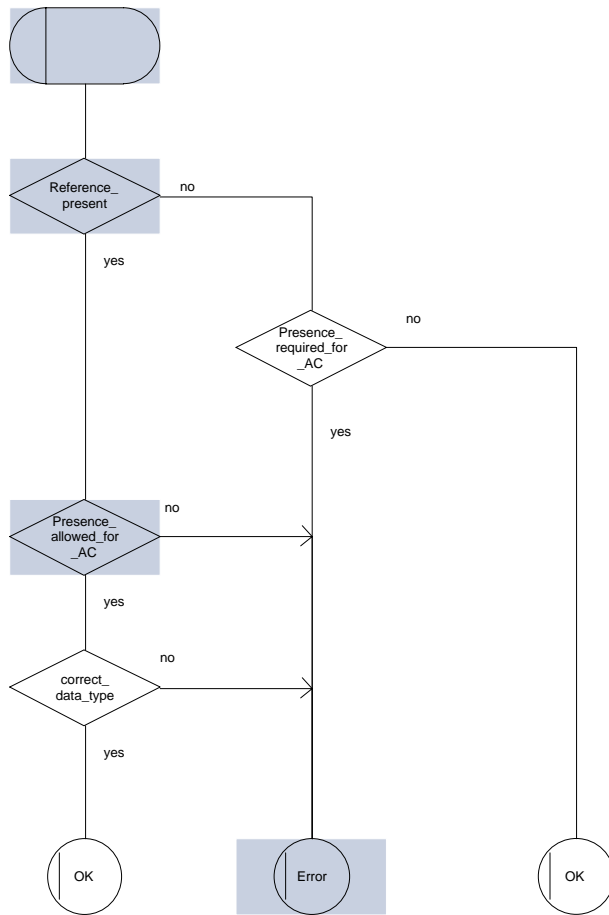 Reference_
present
no
yes
Presence_
required_for
_AC
no
yes
Presence_
allowed_for
_AC
no
yes
correct_
data_type
no
yes
OK
Error
OK